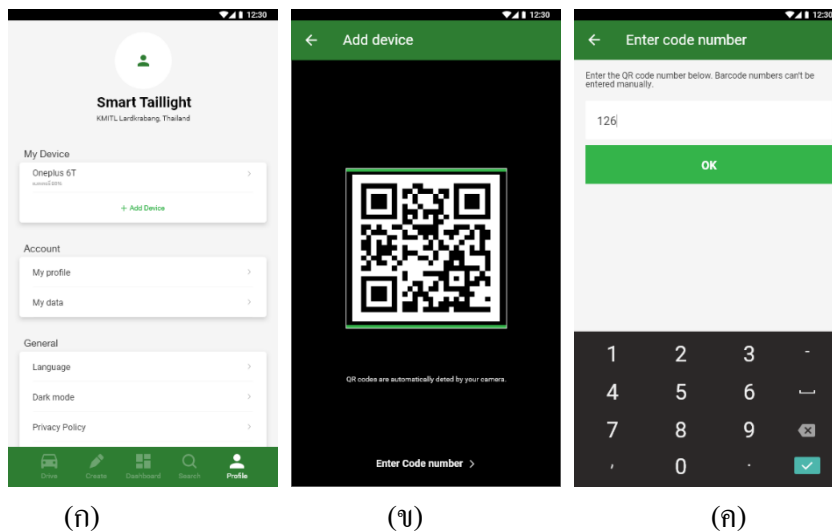 12:30
Smart Taillight
KMITL Lardkrabang, Thailand
My Device
Oneplus 6T
+ Add Device
Account
My profile
My data
General
Language
Dark mode
Privacy Policy
Drive
Create
Dashboard
Search
Profile
(ก)
12:30
Add device
QR codes are automatically deted by your camera.
Enter Code number >
(ข)
12:30
Enter code number
Enter the QR code number below. Barcode numbers can't be
entered manually.
126
OK
1 2 3 -
4 5 6
7 8 9
, 0 .
(ค)